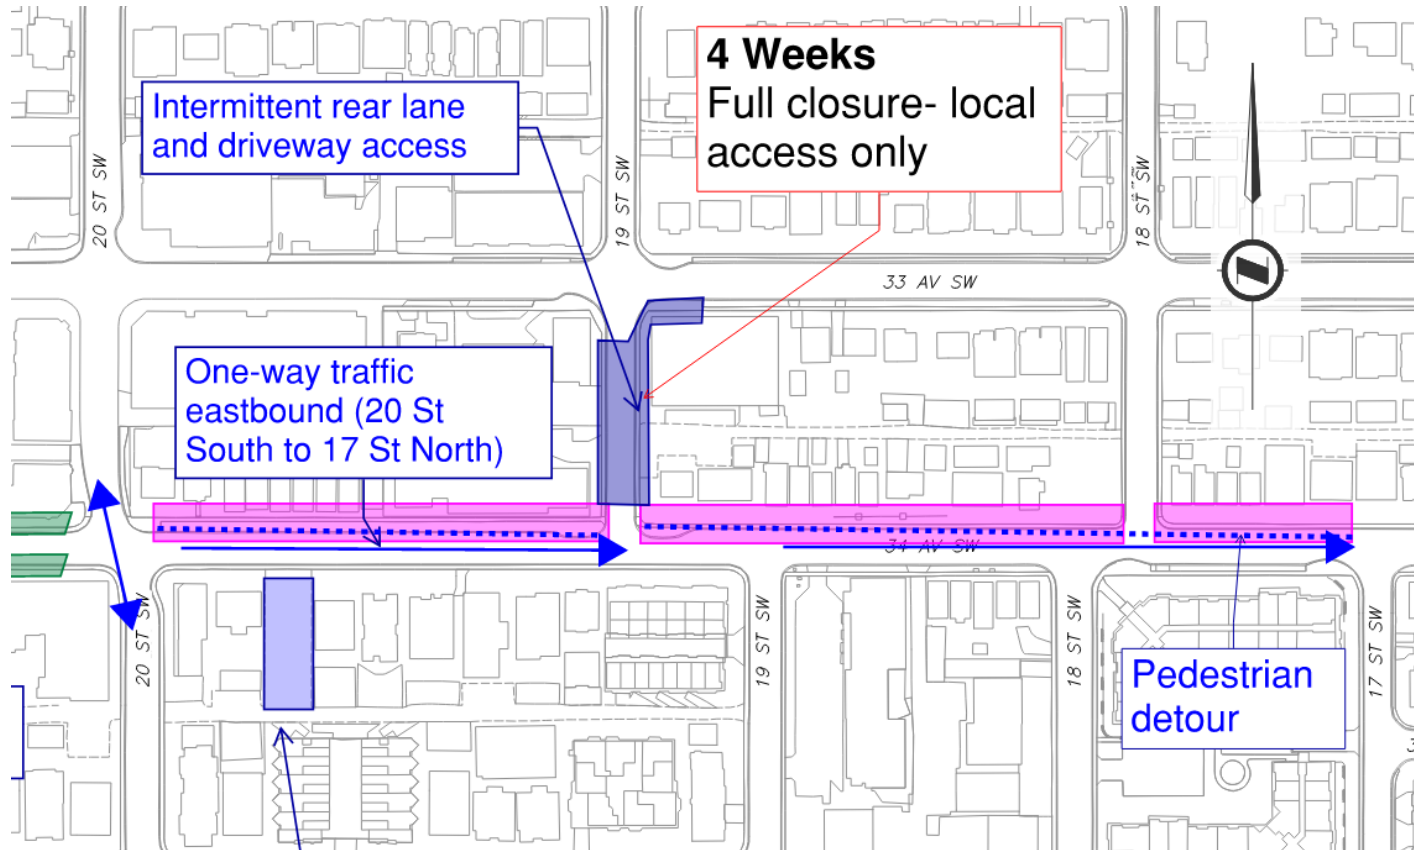 4 Weeks
Full closure- local
access only
Intermittent rear lane
and driveway access
20 ST SW
19 ST SW
18 ST SW
33 AV SW
One-way traffic
eastbound (20 St
South to 17 St North)
34 AV SW
20 ST SW
19 ST SW
18 ST SW
17 ST SW
Pedestrian
detour